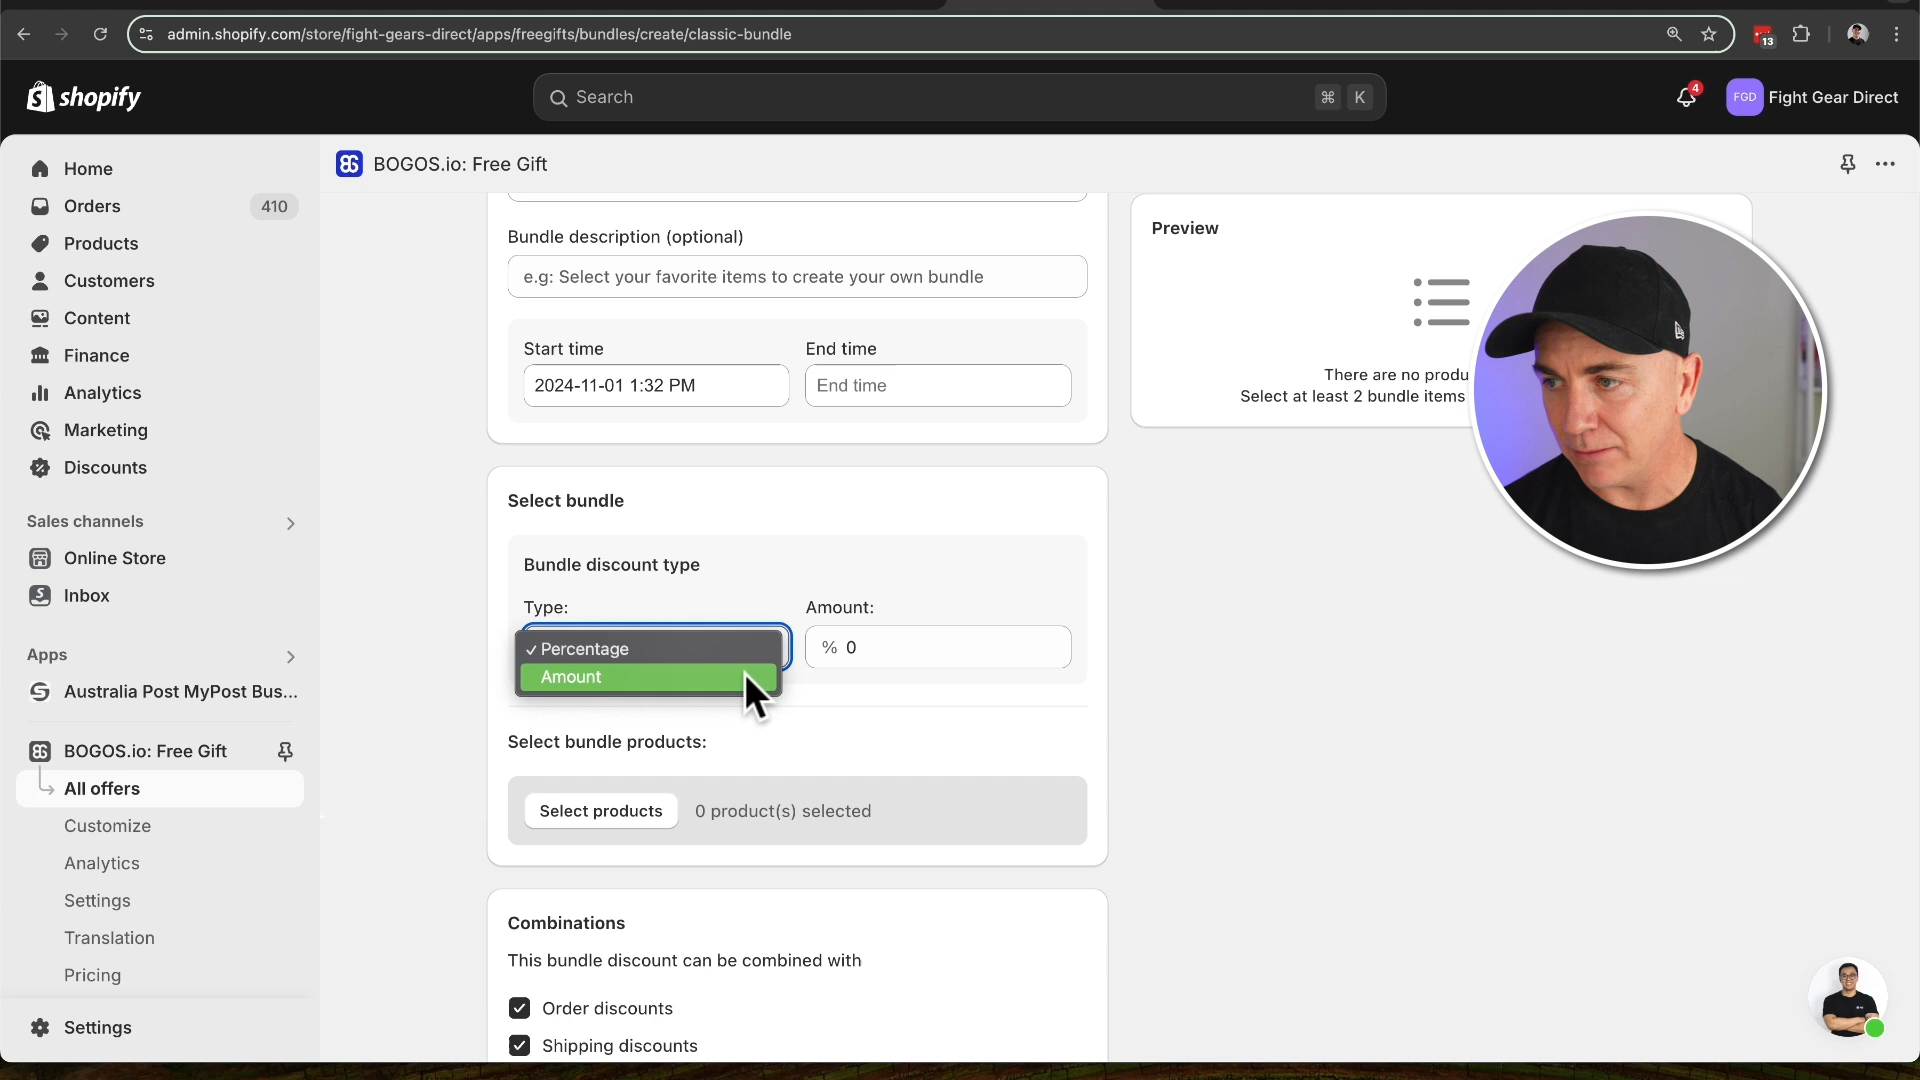 admin.shopify.com/store/fight-gears-direct/apps/freegifts/bundles/create/classic-bundle
13
shopify
Search
⌘ K
4
FGD
Fight Gear Direct
Home
Orders
410
Products
Customers
Content
Finance
Analytics
Marketing
Discounts
Sales channels
Online Store
Inbox
Apps
Australia Post MyPost Bus...
BOGOS.io: Free Gift
All offers
Customize
Analytics
Settings
Translation
Pricing
Settings
BOGOS.io: Free Gift
Bundle description (optional)
e.g: Select your favorite items to create your own bundle
Start time
End time
2024-11-01 1:32 PM
End time
Select bundle
Bundle discount type
Type:
Amount:
✓ Percentage
Amount
% 0
Select bundle products:
Select products
0 product(s) selected
Combinations
This bundle discount can be combined with
Order discounts
Shipping discounts
Preview
There are no produ
Select at least 2 bundle items